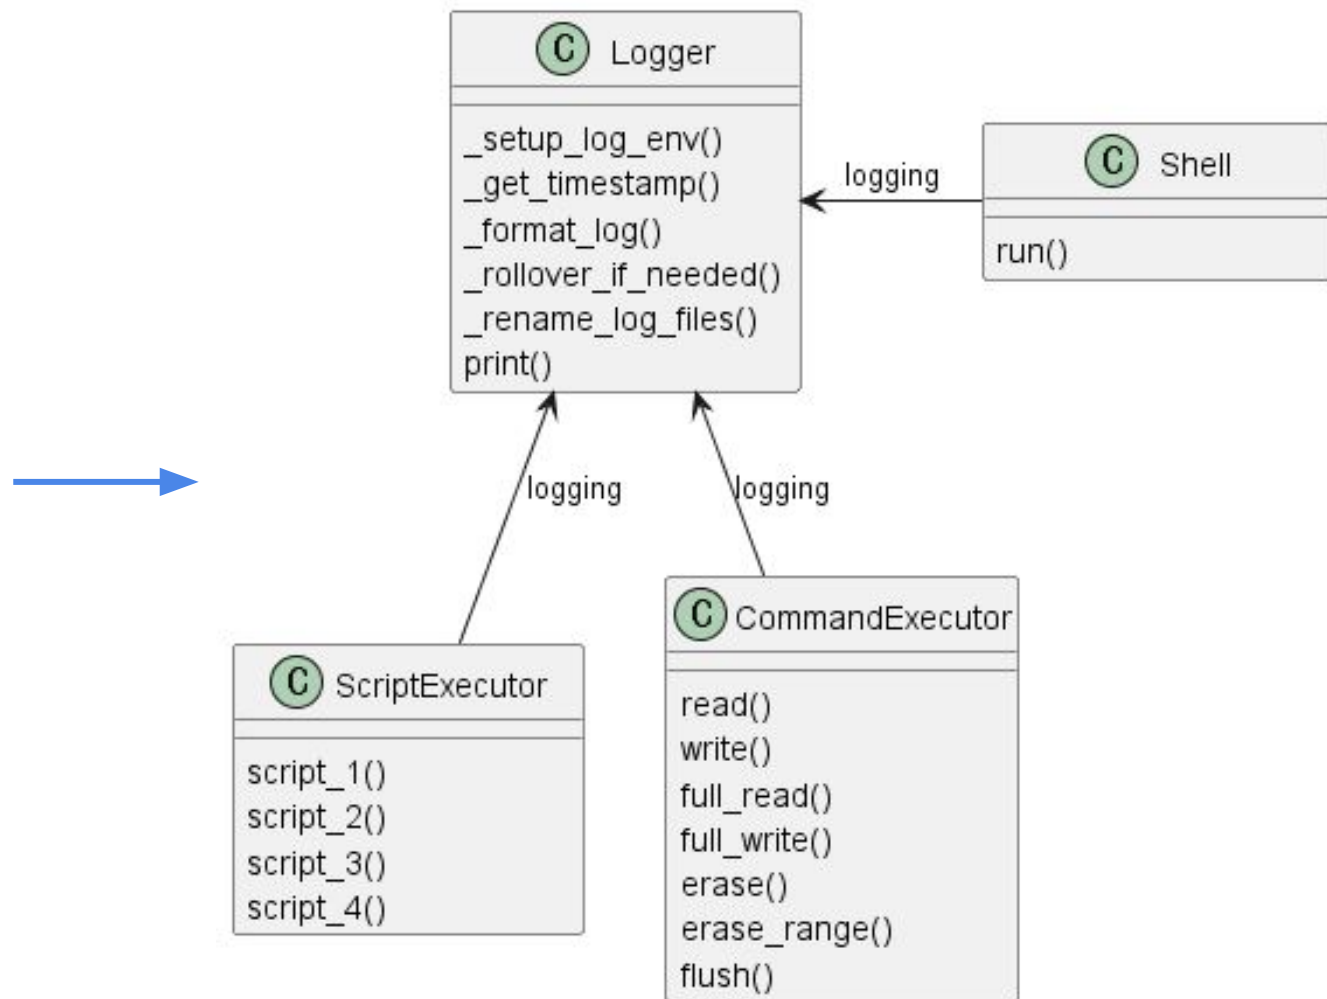 C Logger
_setup_log_env()
_get_timestamp()
_format_log()
_rollover_if_needed()
_rename_log_files()
print()
logging
C Shell
run()
logging
logging
C ScriptExecutor
script_1()
script_2()
script_3()
script_4()
C CommandExecutor
read()
write()
full_read()
full_write()
erase()
erase_range()
flush()